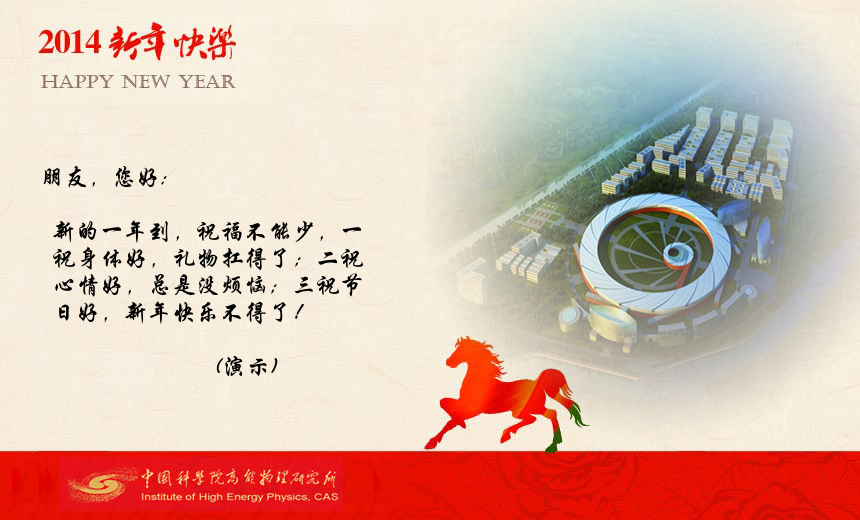 2014 新年快樂
HAPPY NEW YEAR
朋友，您好：
新的一年到，祝福不能少，一
祝身体好，礼物扛得了；二祝
心情好，总是没烦恼；三祝节
日好，新年快乐不得了！
（演示）
中国科学院高能物理研究所
Institute of High Energy Physics, CAS